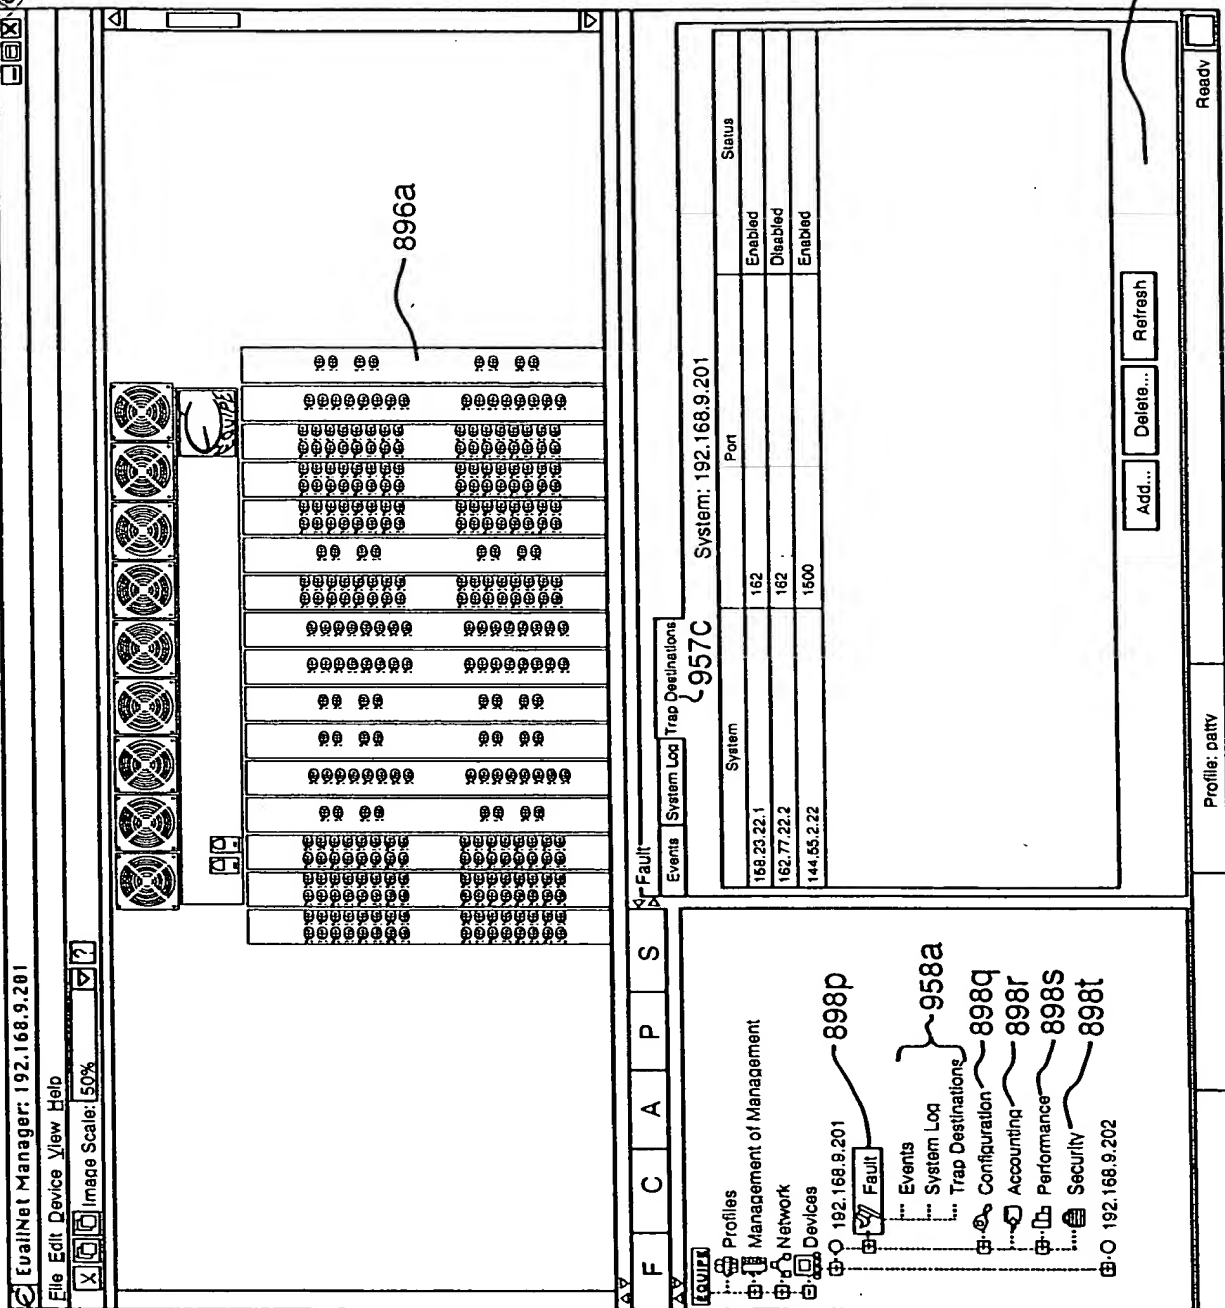 EualNet Manager: 192.168.9.201
File Edit Device View Help
X Image Scale: 50% ?
EQUIPE
896a
F C A P S
EQUIPE
Profiles
Management of Management
Network
Devices
192.168.9.201
Fault
898p
Events
System Log
Trap Destinations
958a
Configuration
898q
Accounting
898r
Performance
898s
Security
898t
192.168.9.202
Fault
Events System Log Trap Destinations
957C
System: 192.168.9.201
System Port Status
158.23.22.1 162 Enabled
162.77.22.2 162 Disabled
144.55.2.22 1500 Enabled
Add... Delete... Refresh
Profile: patty
Ready